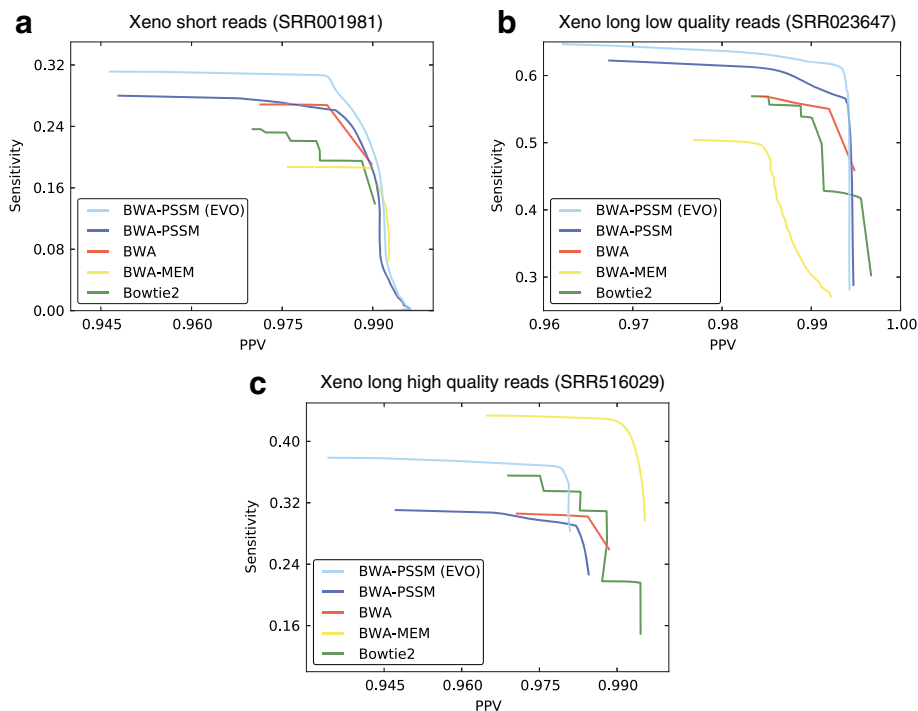 a
Xeno short reads (SRR001981)
Sensitivity
0.32
0.24
0.16
0.08
0.00
BWA-PSSM (EVO)
BWA-PSSM
BWA
BWA-MEM
Bowtie2
0.945 0.960 0.975 0.990
PPV
b
Xeno long low quality reads (SRR023647)
Sensitivity
0.6
0.5
0.4
0.3
BWA-PSSM (EVO)
BWA-PSSM
BWA
BWA-MEM
Bowtie2
0.96 0.97 0.98 0.99 1.00
PPV
c
Xeno long high quality reads (SRR516029)
Sensitivity
0.40
0.32
0.24
0.16
BWA-PSSM (EVO)
BWA-PSSM
BWA
BWA-MEM
Bowtie2
0.945 0.960 0.975 0.990
PPV